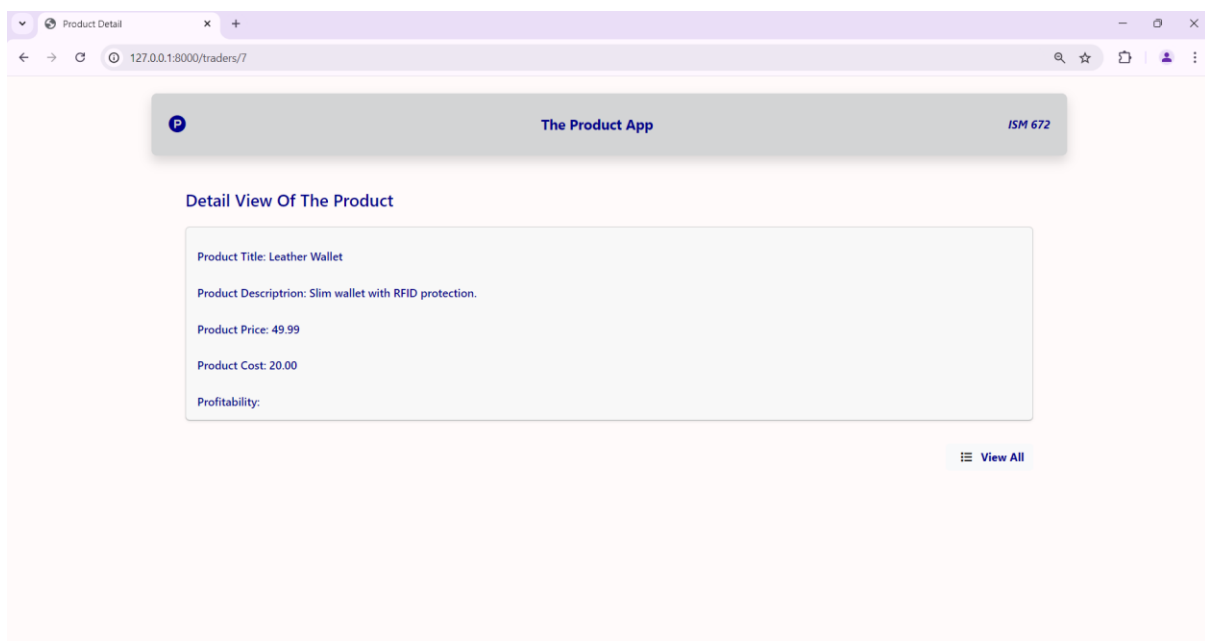 Product Detail
127.0.0.1:8000/traders/7
P
The Product App
ISM 672
Detail View Of The Product
Product Title: Leather Wallet
Product Descriptrion: Slim wallet with RFID protection.
Product Price: 49.99
Product Cost: 20.00
Profitability:
View All